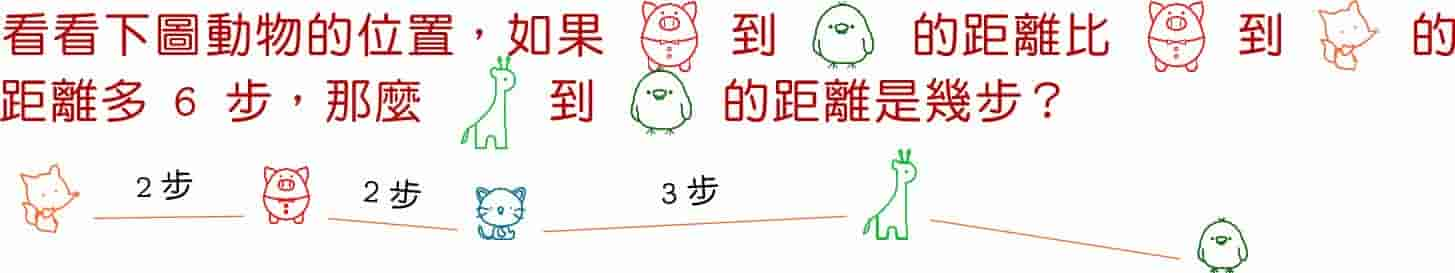 看看下圖動物的位置，如果 到 的距離比 到 的
距離多 6 步，那麼 到 的距離是幾步？
2 步 2 步 3 步